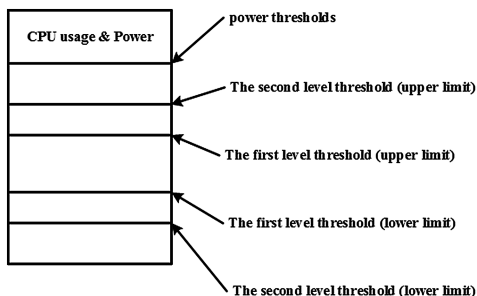 power thresholds
CPU usage & Power
The second level threshold (upper limit)
The first level threshold (upper limit)
The first level threshold (lower limit)
The second level threshold (lower limit)